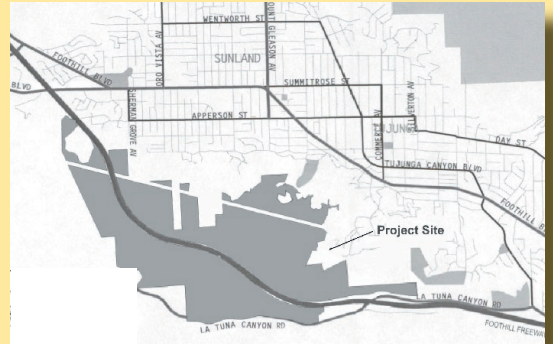 WENTWORTH ST
ORO VISTA AV
MOUNT GLEASON AV
SUNLAND
FOOTHILL BLVD
BLVD
SUMMITROSE ST
SHERMAN GROVE AV
APPERSON ST
COMMERCE AV
TUJUNGA
DAY ST
TUJUNGA CANYON BLVD
FOOTHILL B
Project Site
LA TUNA CANYON RD
LA TUNA CANYON RD
FOOTHILL FREEWAY